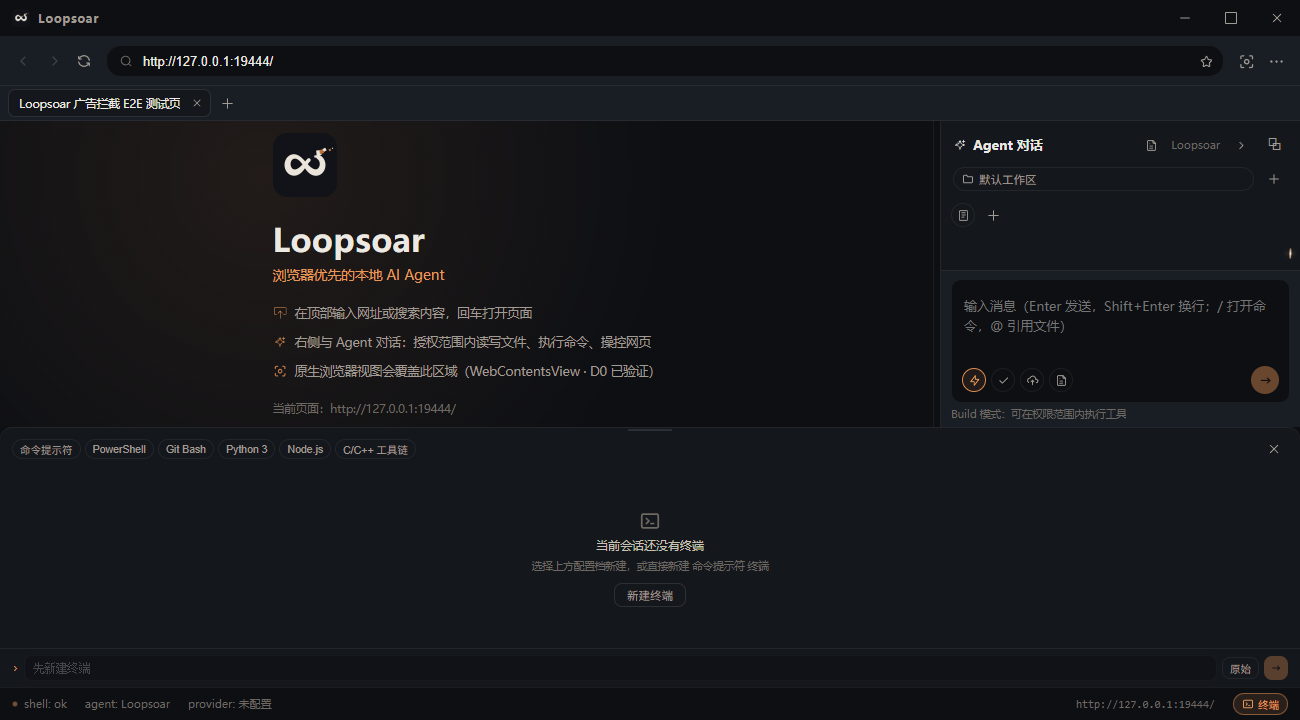 Loopsoar
http://127.0.0.1:19444/
Loopsoar 广告拦截 E2E 测试页
Loopsoar
浏览器优先的本地 AI Agent
在顶部输入网址或搜索内容，回车打开页面
右侧与 Agent 对话：授权范围内读写文件、执行命令、操控网页
原生浏览器视图会覆盖此区域（WebContentsView · D0 已验证）
当前页面：http://127.0.0.1:19444/
Agent 对话
Loopsoar
默认工作区
输入消息（Enter 发送，Shift+Enter 换行；/ 打开命
令，@ 引用文件）
Build 模式：可在权限范围内执行工具
命令提示符 PowerShell Git Bash Python 3 Node.js C/C++ 工具链
当前会话还没有终端
选择上方配置档新建，或直接新建 命令提示符 终端
新建终端
先新建终端
原始
shell: ok agent: Loopsoar provider: 未配置
http://127.0.0.1:19444/
终端